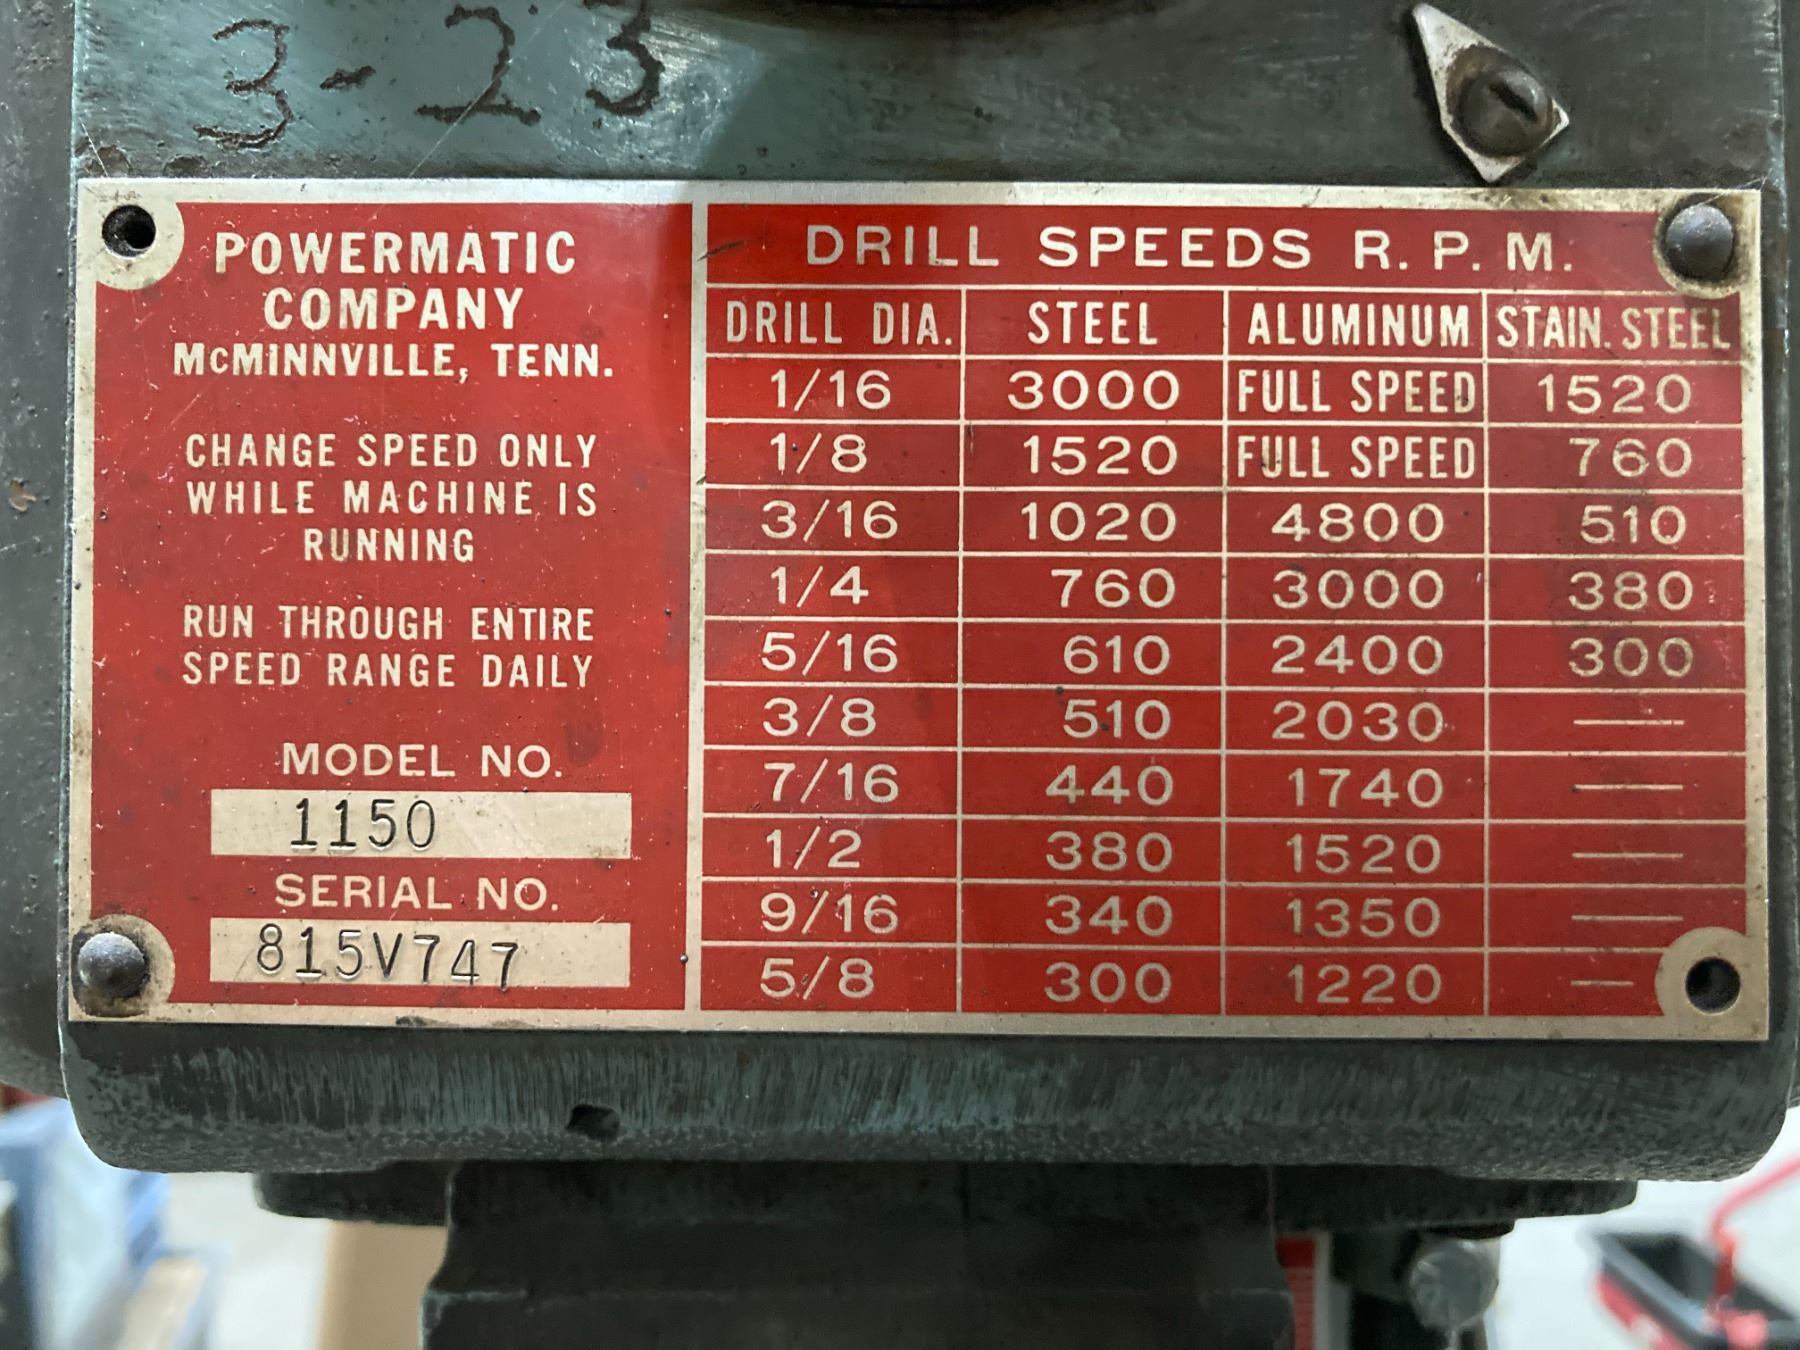 3-23
POWERMATIC
COMPANY
McMINNVILLE, TENN.
CHANGE SPEED ONLY
WHILE MACHINE IS
RUNNING
RUN THROUGH ENTIRE
SPEED RANGE DAILY
MODEL NO.
1150
SERIAL NO.
815V747
DRILL SPEEDS R.P.M.
DRILL DIA. STEEL ALUMINUM STAIN. STEEL
1/16 3000 FULL SPEED 1520
1/8 1520 FULL SPEED 760
3/16 1020 4800 510
1/4 760 3000 380
5/16 610 2400 300
3/8 510 2030 —
7/16 440 1740 —
1/2 380 1520 —
9/16 340 1350 —
5/8 300 1220 —